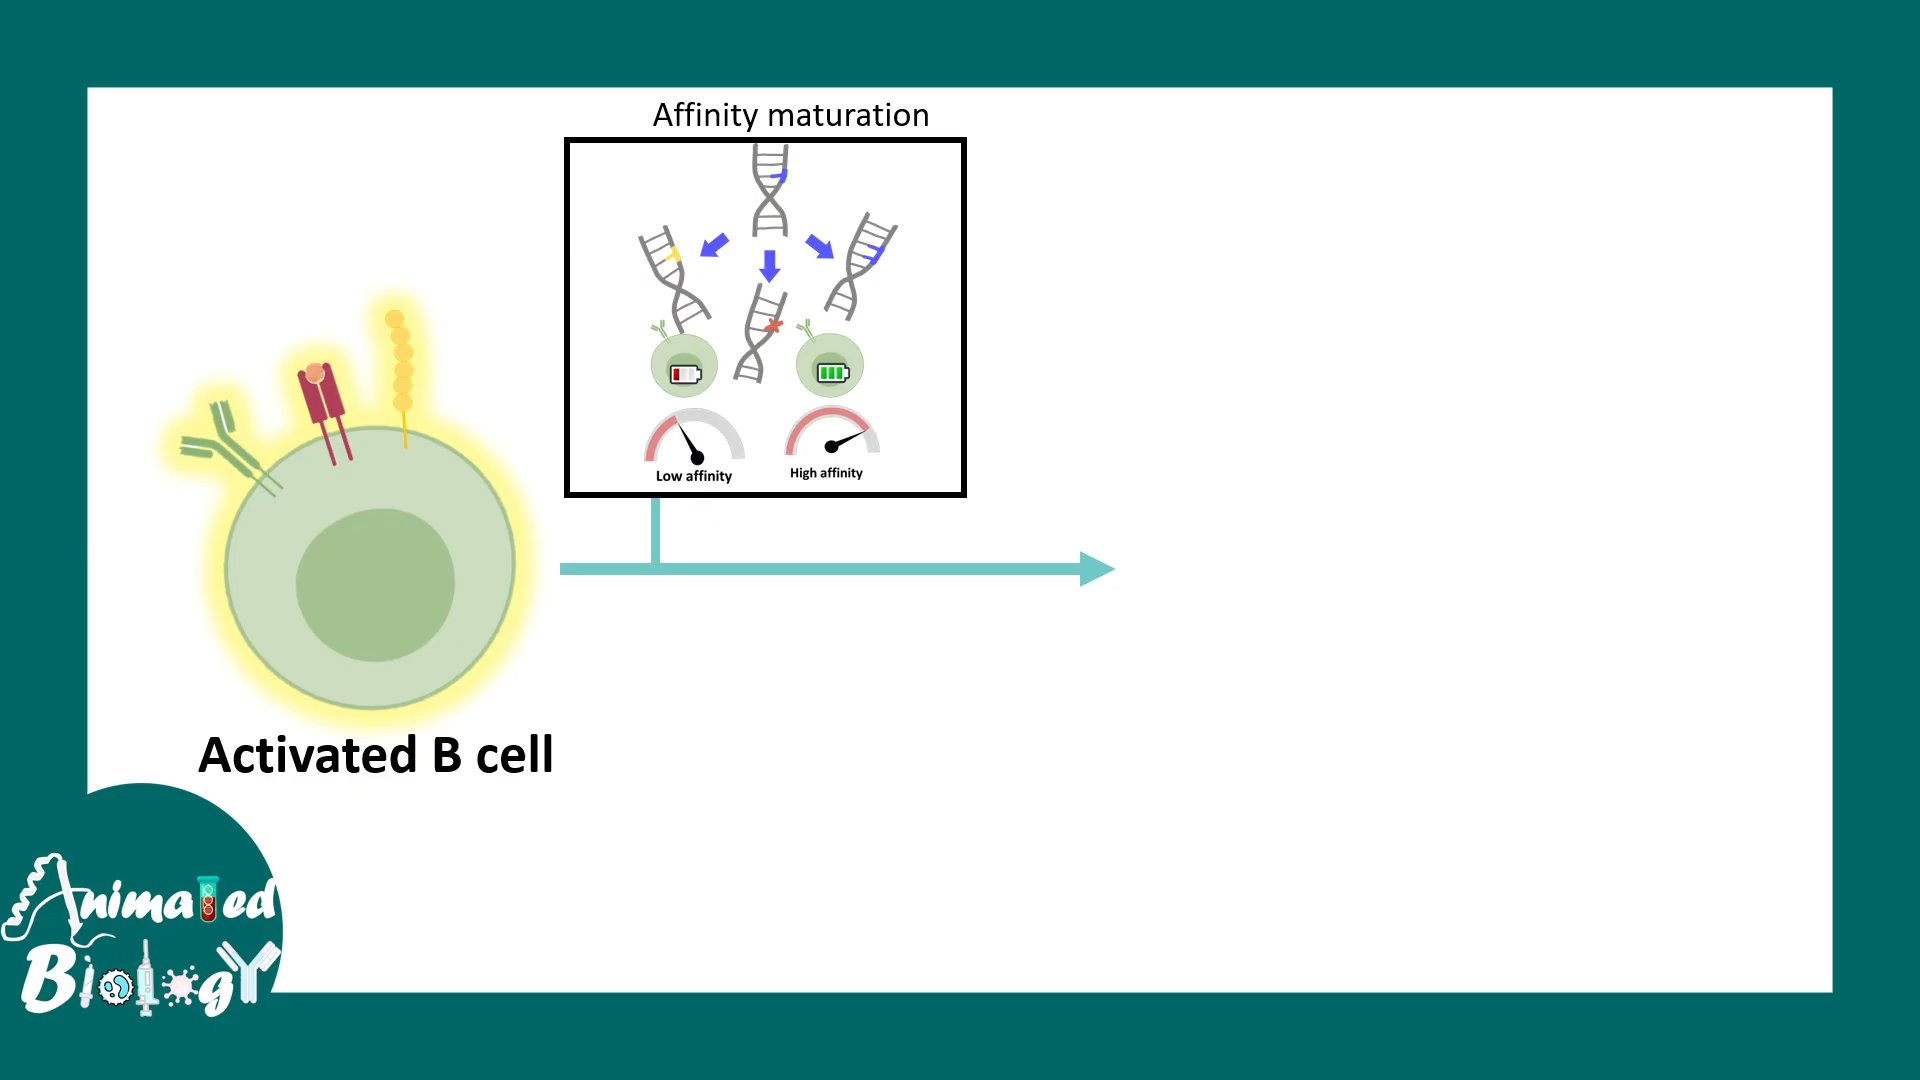 Affinity maturation
Low affinity
High affinity
Activated B cell
Animated
Biology